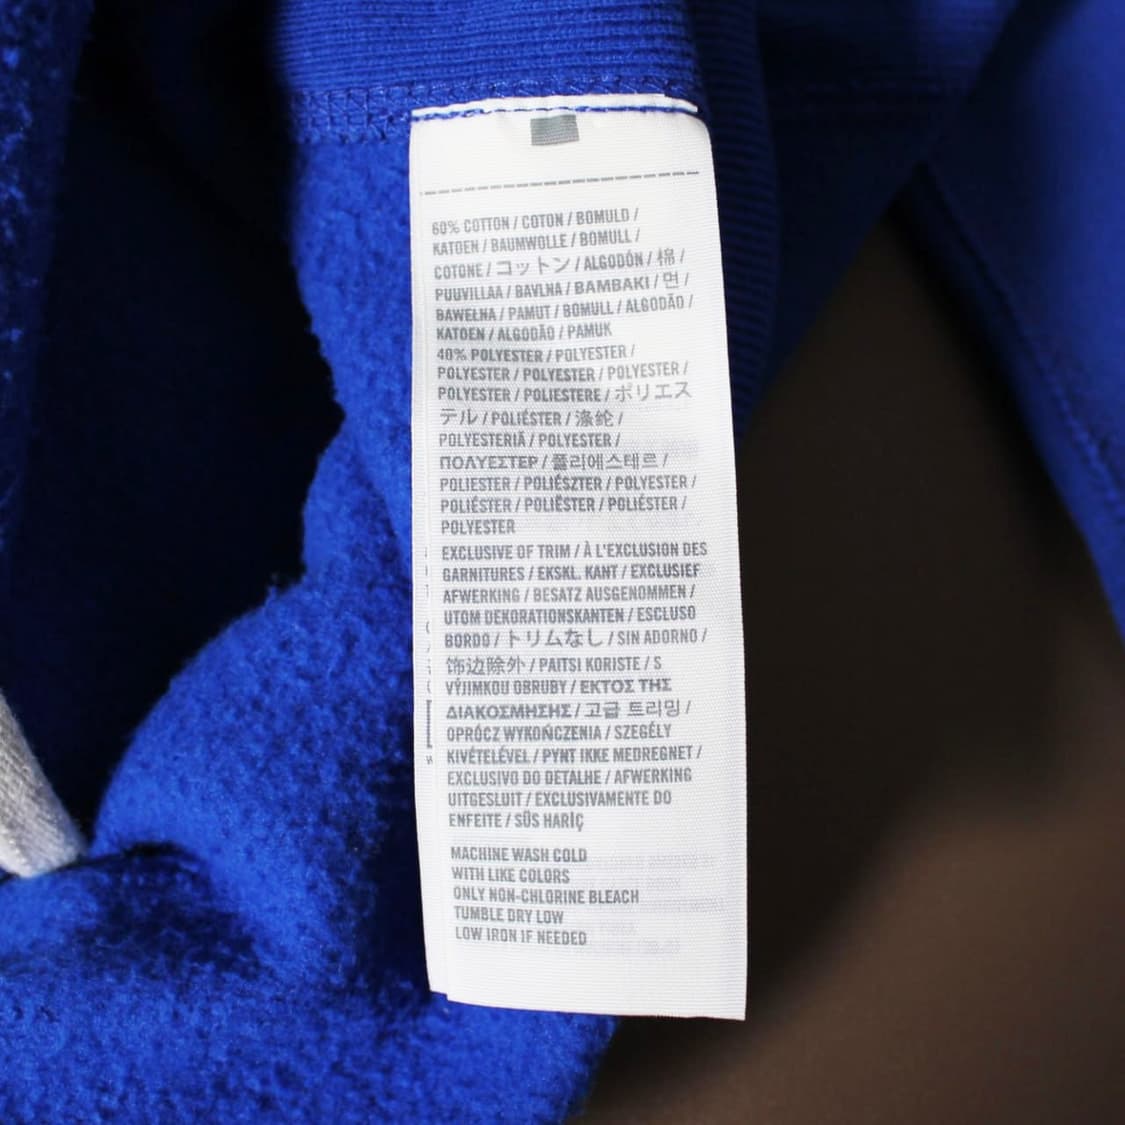 60% COTTON / COTON / BOMULD /
KATOEN / BAUMWOLLE / BOMULL /
COTONE / コットン / ALGODÓN / 棉 /
PUUVILLAA / BAVLNA / ΒΑΜΒΑΚΙ / 면 /
BAWEŁNA / PAMUT / BOMULL / ALGODÃO /
KATOEN / ALGODÃO / PAMUK
40% POLYESTER / POLYESTER /
POLYESTER / POLYESTER / POLYESTER /
POLYESTER / POLIESTERE / ポリエス
テル / POLIÉSTER / 涤纶 /
POLYESTERIÄ / POLYESTER /
ΠΟΛΥΕΣΤΕΡ / 폴리에스테르 /
POLIESTER / POLIÉSZTER / POLYESTER /
POLIÉSTER / POLIËSTER / POLIÉSTER /
POLYESTER
EXCLUSIVE OF TRIM / À L'EXCLUSION DES
GARNITURES / EKSKL. KANT / EXCLUSIEF
AFWERKING / BESATZ AUSGENOMMEN /
UTOM DEKORATIONSKANTEN / ESCLUSO
BORDO / トリムなし / SIN ADORNO /
饰边除外 / PAITSI KORISTE / S
VÝJIMKOU OBRUBY / ΕΚΤΟΣ ΤΗΣ
ΔΙΑΚΟΣΜΗΣΗΣ / 고급 트리밍 /
OPRÓCZ WYKOŃCZENIA / SZEGÉLY
KIVÉTELÉVEL / PYNT IKKE MEDREGNET /
EXCLUSIVO DO DETALHE / AFWERKING
UITGESLUIT / EXCLUSIVAMENTE DO
ENFEITE / SÜS HARİÇ
MACHINE WASH COLD
WITH LIKE COLORS
ONLY NON-CHLORINE BLEACH
TUMBLE DRY LOW
LOW IRON IF NEEDED